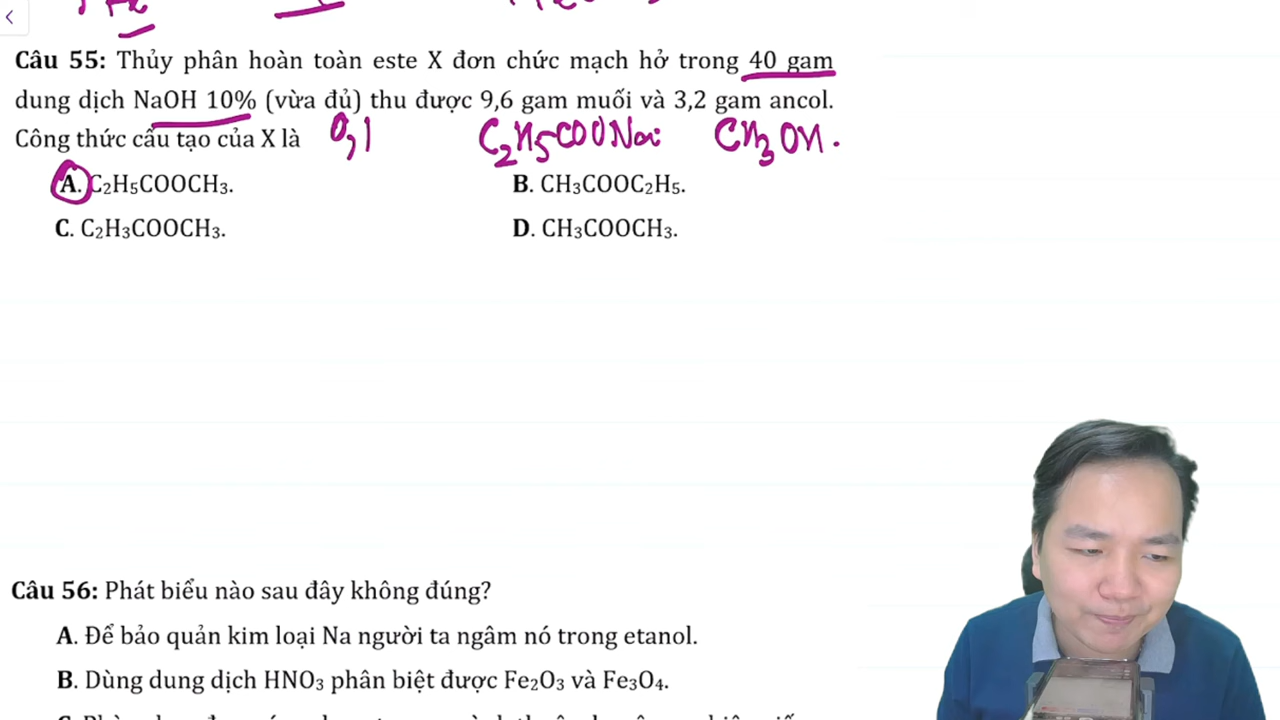 Câu 55: Thủy phân hoàn toàn este X đơn chức mạch hở trong 40 gam
dung dịch NaOH 10% (vừa đủ) thu được 9,6 gam muối và 3,2 gam ancol.
Công thức cấu tạo của X là 0,1 C₂H₅COONa CH₃OH.
A. C₂H₅COOCH₃. B. CH₃COOC₂H₅.
C. C₂H₃COOCH₃. D. CH₃COOCH₃.
Câu 56: Phát biểu nào sau đây không đúng?
A. Để bảo quản kim loại Na người ta ngâm nó trong etanol.
B. Dùng dung dịch HNO₃ phân biệt được Fe₂O₃ và Fe₃O₄.